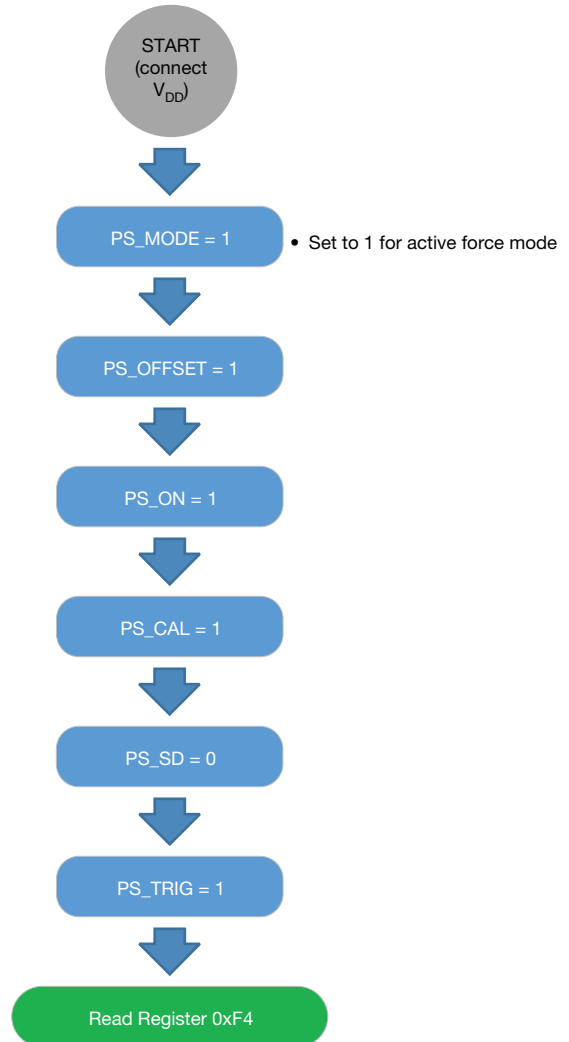 START
(connect
VDD)
PS_MODE = 1
• Set to 1 for active force mode
PS_OFFSET = 1
PS_ON = 1
PS_CAL = 1
PS_SD = 0
PS_TRIG = 1
Read Register 0xF4